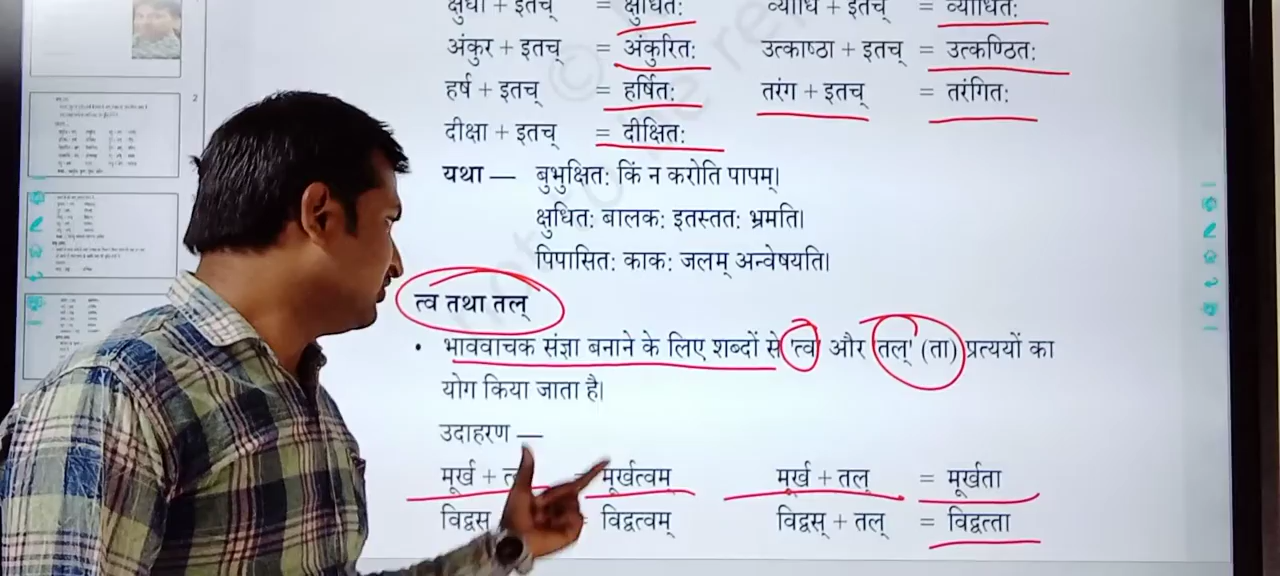 क्षुधा + इतच् = क्षुधित: व्याधि + इतच् = व्याधित:
अंकुर + इतच् = अंकुरित: उत्काष्ठा + इतच् = उत्कण्ठित:
हर्ष + इतच् = हर्षित: तरंग + इतच् = तरंगित:
दीक्षा + इतच् = दीक्षित:
यथा — बुभुक्षित: किं न करोति पापम्।
क्षुधित: बालक: इतस्तत: भ्रमति।
पिपासित: काक: जलम् अन्वेषयति।
त्व तथा तल्
• भाववाचक संज्ञा बनाने के लिए शब्दों से 'त्व' और 'तल्' (ता) प्रत्ययों का
योग किया जाता है।
उदाहरण —
मूर्ख + = मूर्खत्वम् मूर्ख + तल् = मूर्खता
विद्वस् = विद्वत्वम् विद्वस् + तल् = विद्वत्ता